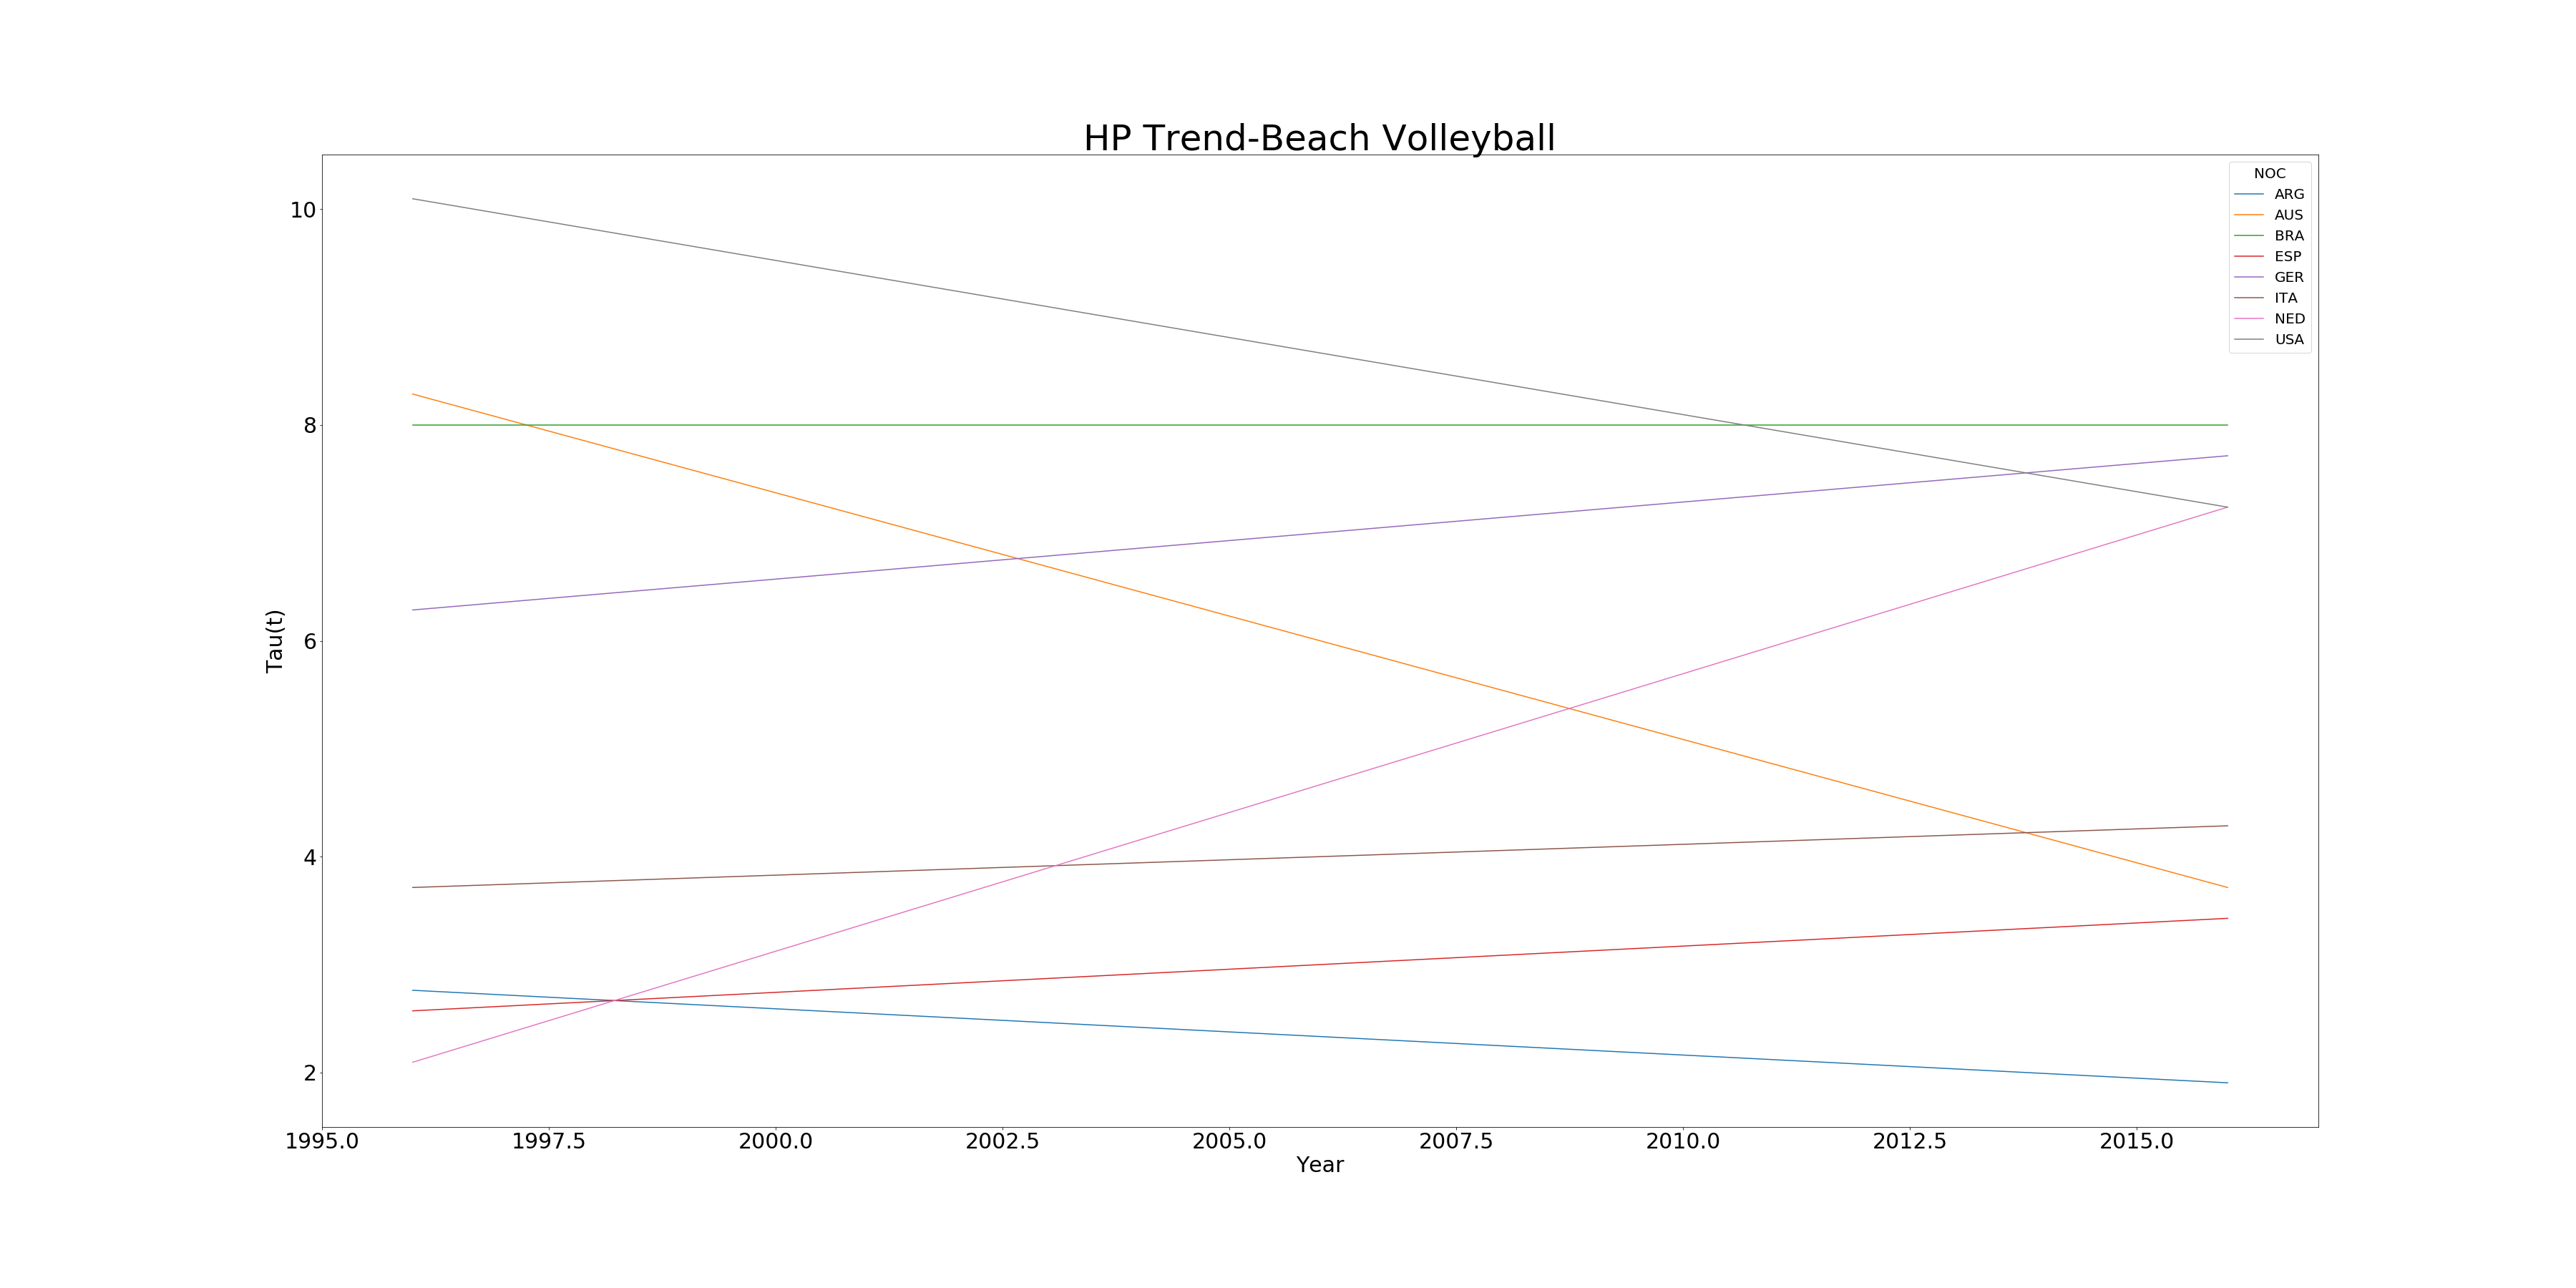 HP Trend-Beach Volleyball
NOC
ARG
AUS
BRA
ESP
GER
ITA
NED
USA
10
8
6
4
2
Tau(t)
1995.0 1997.5 2000.0 2002.5 2005.0 2007.5 2010.0 2012.5 2015.0
Year